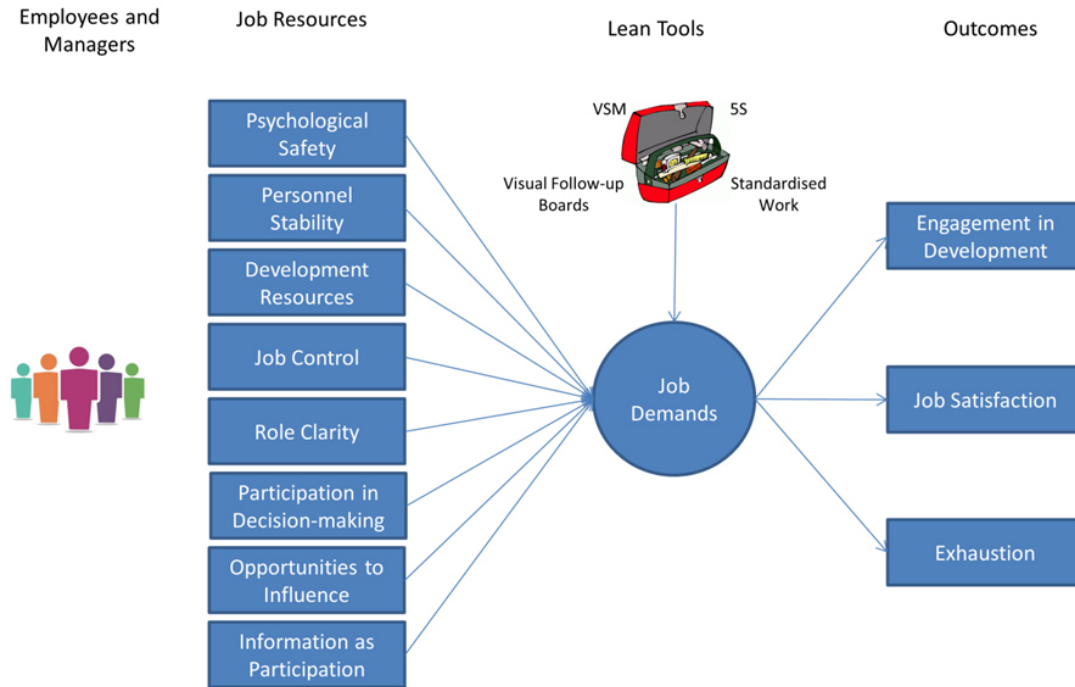 Employees and
Managers
Job Resources
Lean Tools
Outcomes
Psychological
Safety
Personnel
Stability
Development
Resources
Job Control
Role Clarity
Participation in
Decision-making
Opportunities to
Influence
Information as
Participation
VSM
5S
Visual Follow-up
Boards
Standardised
Work
Job
Demands
Engagement in
Development
Job Satisfaction
Exhaustion